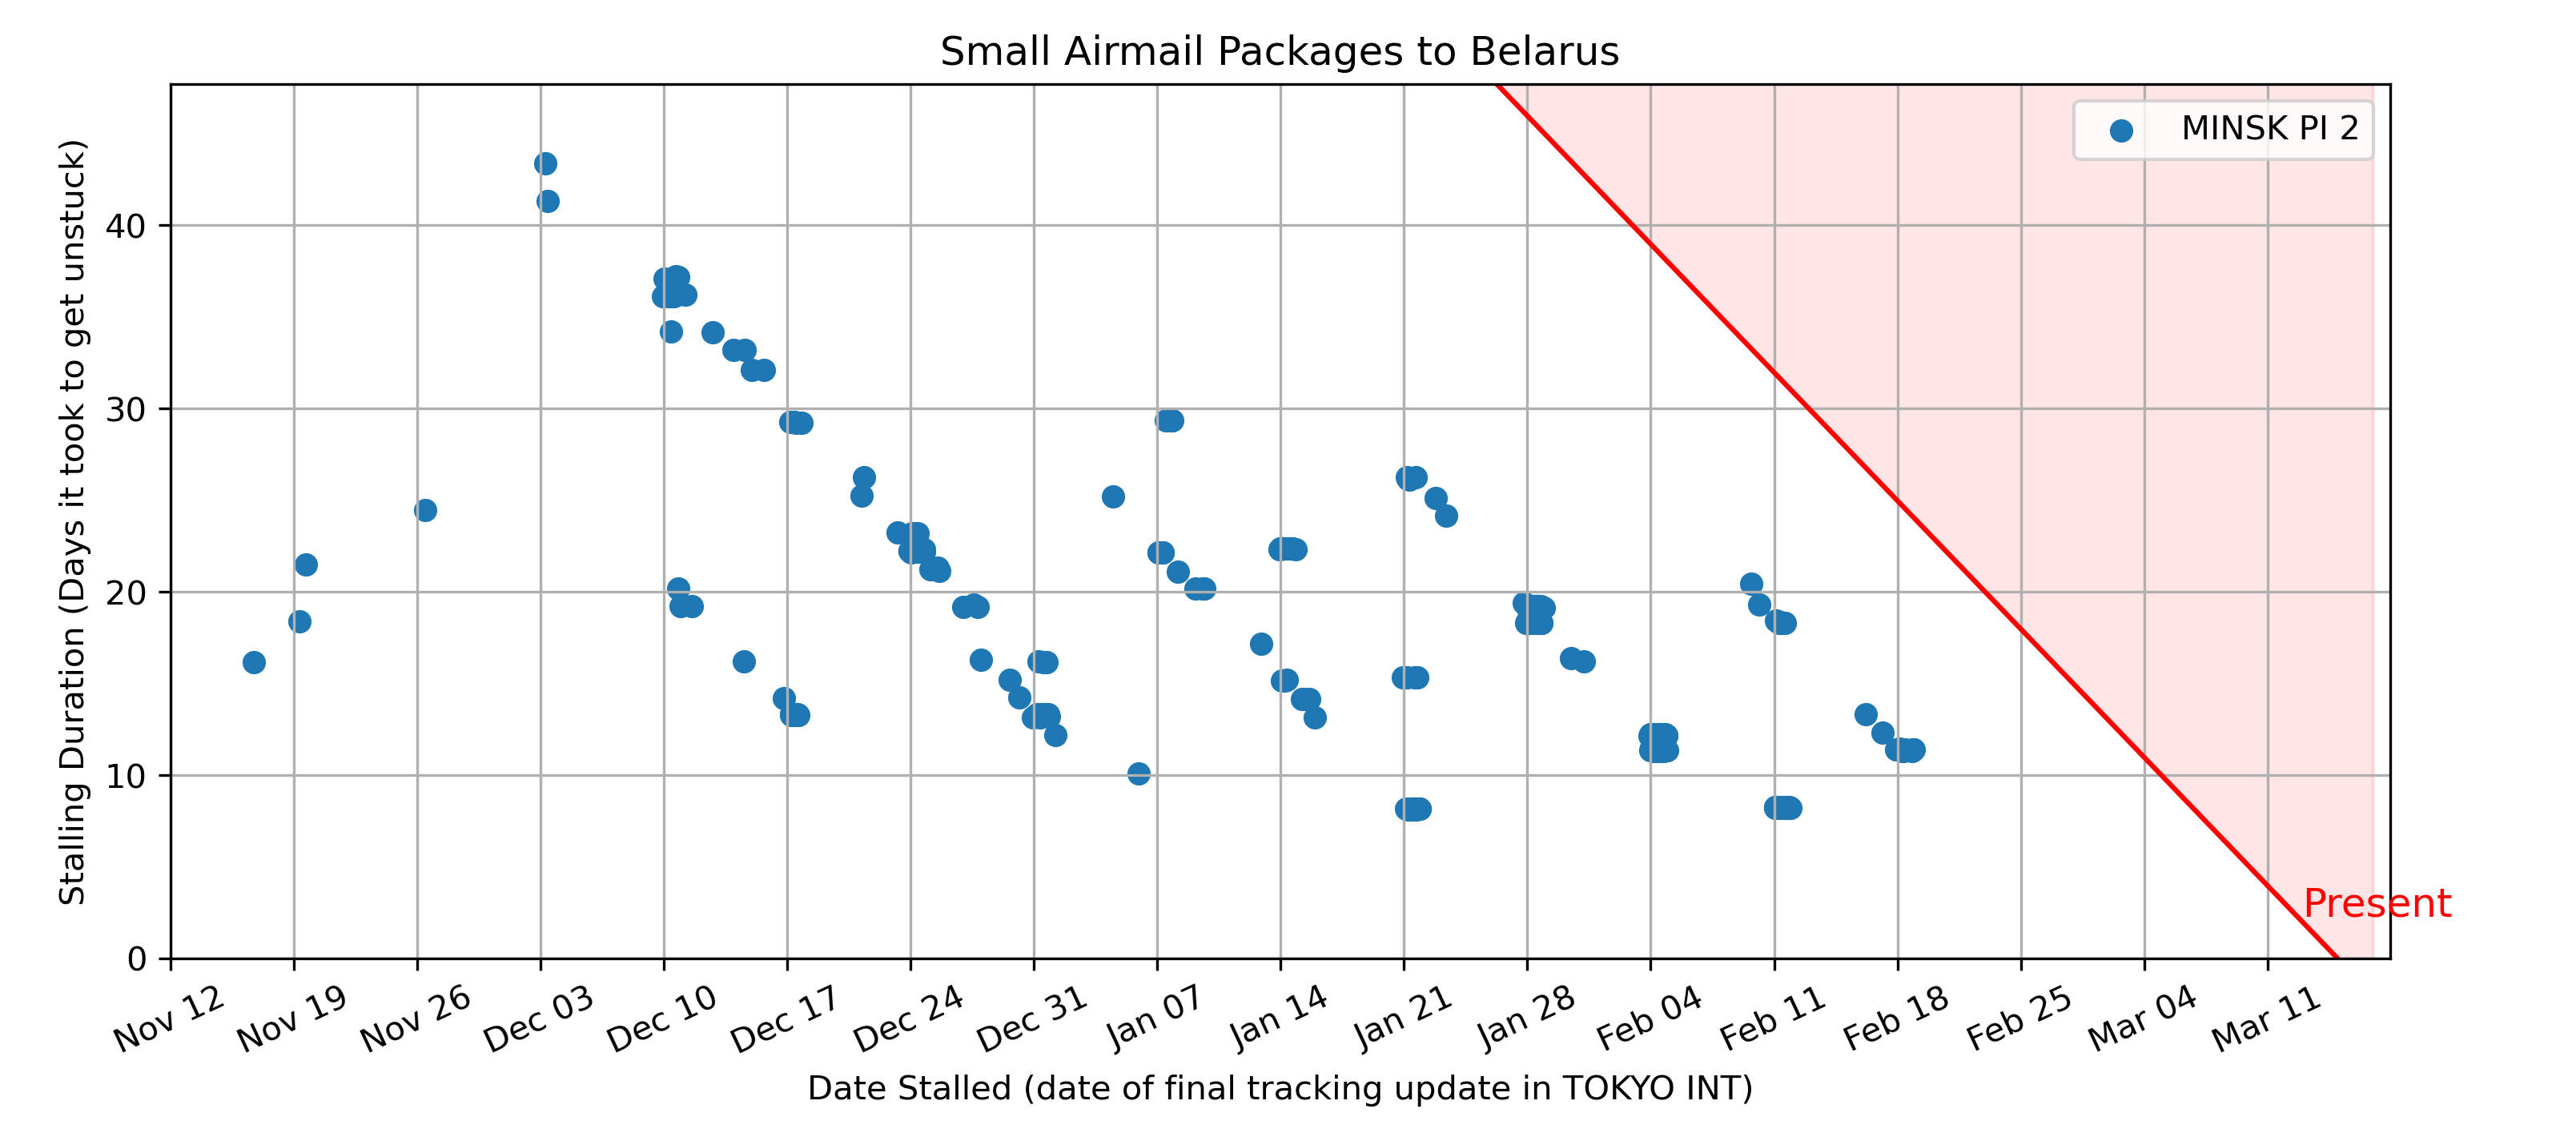 Small Airmail Packages to Belarus
MINSK PI 2
Stalling Duration (Days it took to get unstuck)
40
30
20
10
0
Present
Nov 12
Nov 19
Nov 26
Dec 03
Dec 10
Dec 17
Dec 24
Dec 31
Jan 07
Jan 14
Jan 21
Jan 28
Feb 04
Feb 11
Feb 18
Feb 25
Mar 04
Mar 11
Date Stalled (date of final tracking update in TOKYO INT)